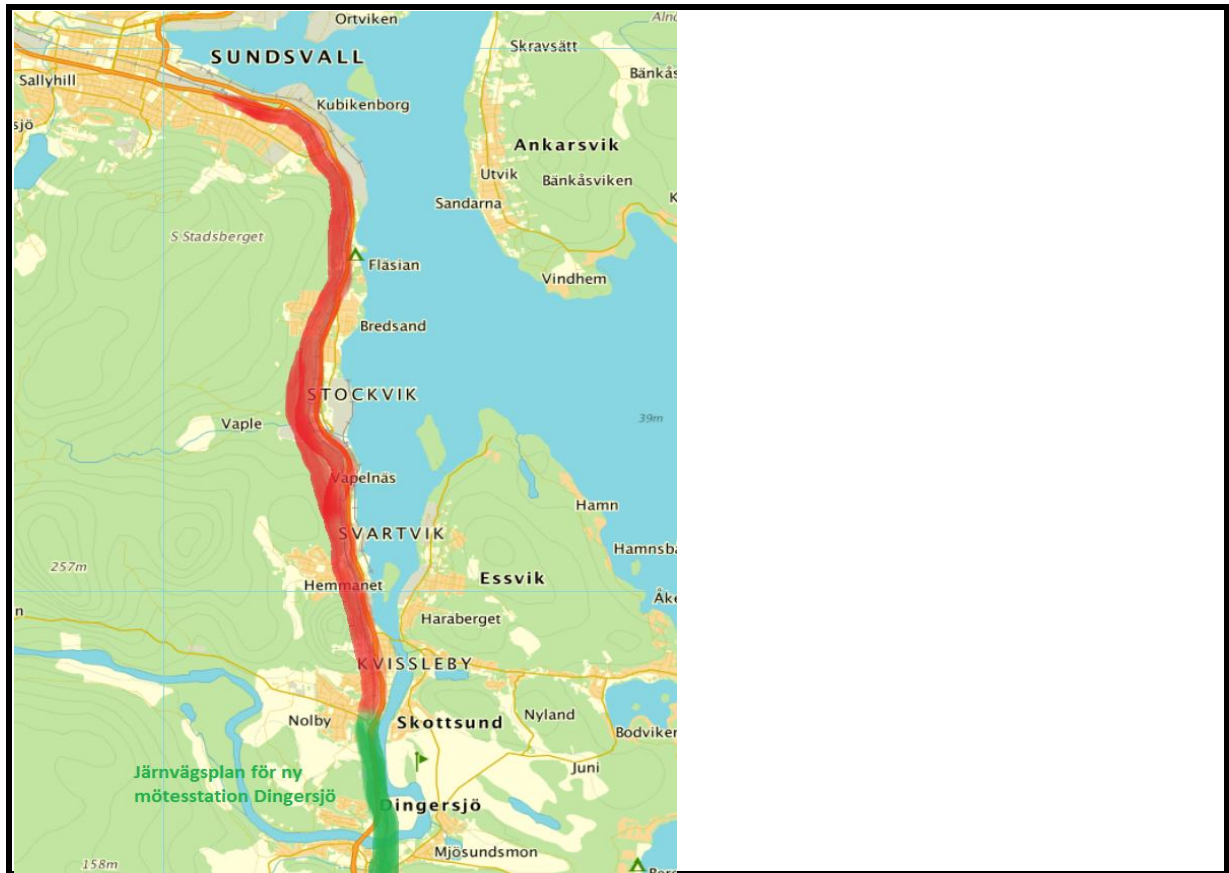 Ortviken
Alnö
SUNDSVALL
Skravsätt
Sallyhill
Bänkås
Kubikenborg
sjö
Ankarsvik
Utvik
Bänkåsviken
K
Sandarna
S Stadsberget
Fläsian
Vindhem
Bredsand
STOCKVIK
39m
Vaple
Vapelnäs
Hamn
SVARTVIK
Hamnsba
257m
Essvik
Hemmanet
Åke
n
Haraberget
KVISSLEBY
Nolby
Skottsund
Nyland
Bodviken
Juni
Järnvägsplan för ny
mötesstation Dingersjö
Dingersjö
Mjösundsmon
158m